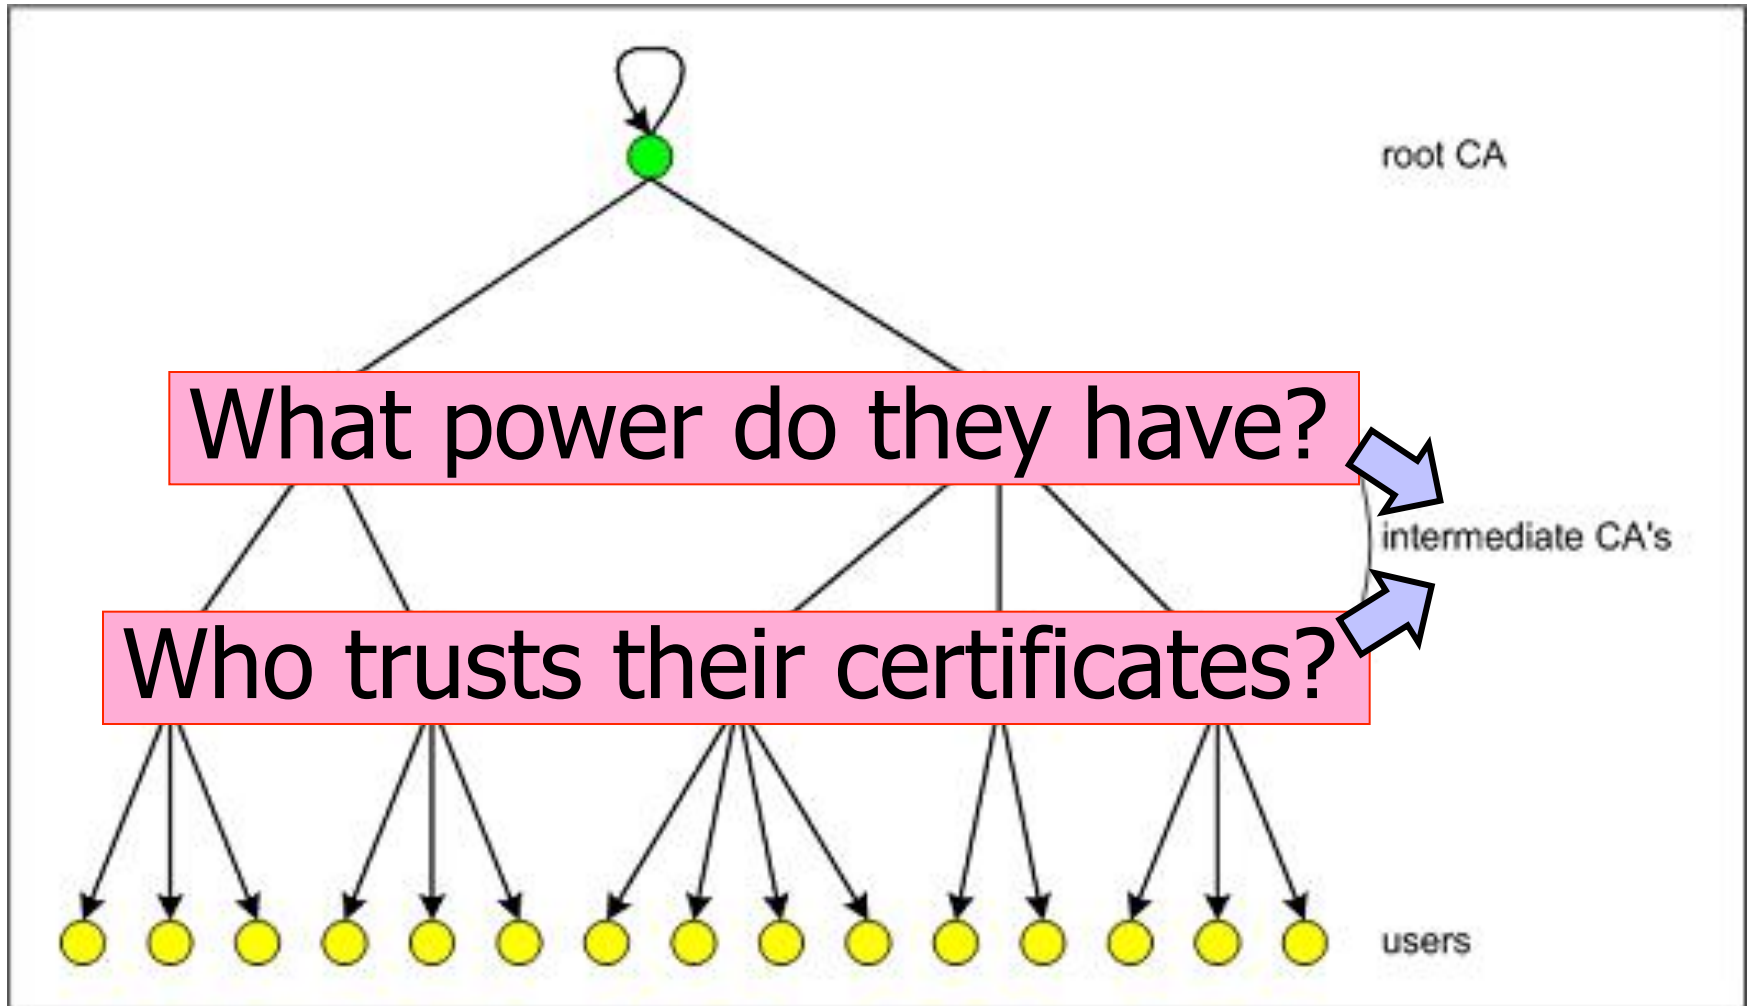 root CA
What power do they have?
intermediate CA's
Who trusts their certificates?
users